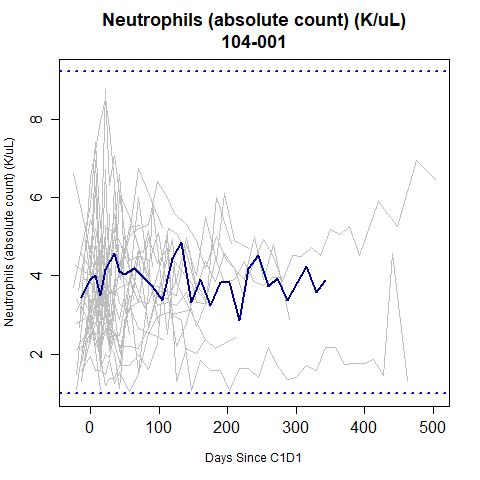 Neutrophils (absolute count) (K/uL)
104-001
Neutrophils (absolute count) (K/uL)
8
6
4
2
0 100 200 300 400 500
Days Since C1D1